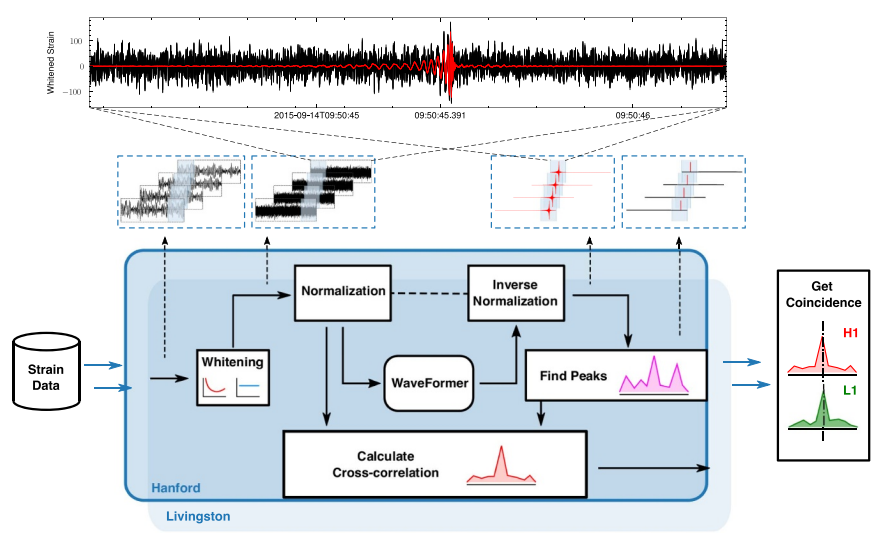 Whitened Strain
100
0
−100
2015-09-14T09:50:45
09:50:45.391
09:50:46
Strain
Data
Whitening
Normalization
Inverse
Normalization
WaveFormer
Find Peaks
Calculate
Cross-correlation
Hanford
Livingston
Get
Coincidence
H1
L1